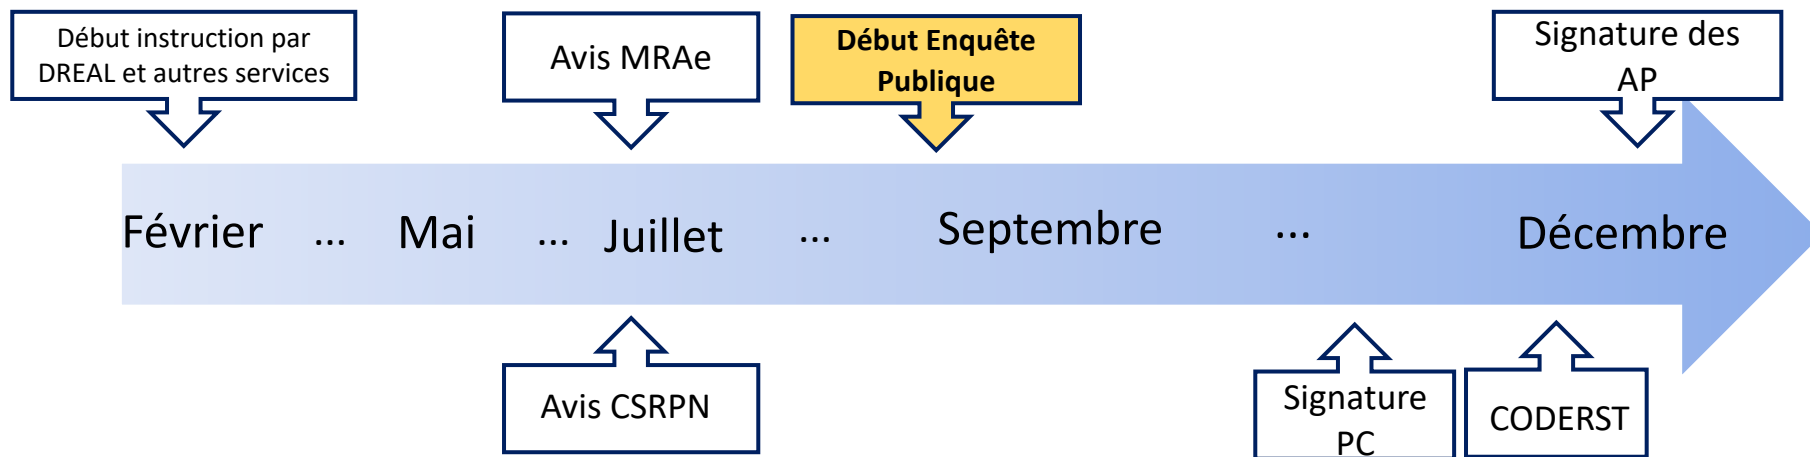 Début instruction par
DREAL et autres services
Avis MRAe
Début Enquête
Publique
Signature des
AP
Février ... Mai ... Juillet ... Septembre ... Décembre
Avis CSRPN
Signature
PC
CODERST